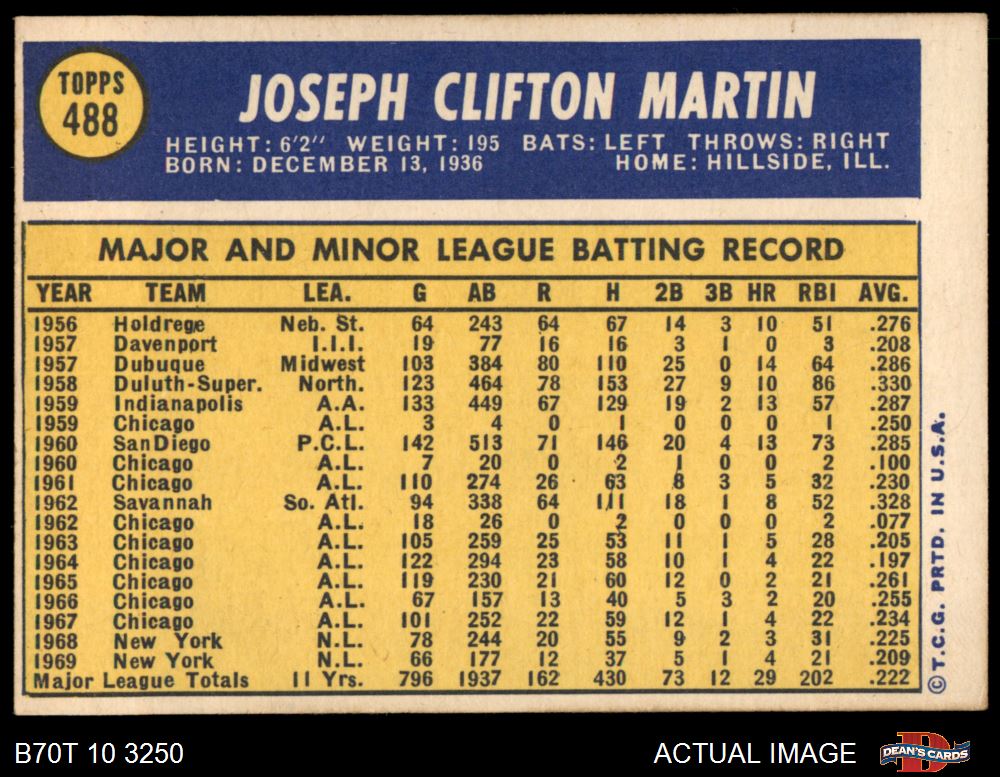 TOPPS
488
JOSEPH CLIFTON MARTIN
HEIGHT: 6'2" WEIGHT: 195 BATS: LEFT THROWS: RIGHT
BORN: DECEMBER 13, 1936 HOME: HILLSIDE, ILL.
MAJOR AND MINOR LEAGUE BATTING RECORD
YEAR TEAM LEA. G AB R H 2B 3B HR RBI AVG.
1956 Holdrege Neb. St. 64 243 64 67 14 3 10 51 .276
1957 Davenport I.I.I. 19 77 16 16 3 1 0 3 .208
1957 Dubuque Midwest 103 384 80 110 25 0 14 64 .286
1958 Duluth-Super. North. 123 464 78 153 27 9 10 86 .330
1959 Indianapolis A.A. 133 449 67 129 19 2 13 57 .287
1959 Chicago A.L. 3 4 0 1 0 0 0 1 .250
1960 San Diego P.C.L. 142 513 71 146 20 4 13 73 .285
1960 Chicago A.L. 7 20 0 2 1 0 0 2 .100
1961 Chicago A.L. 110 274 26 63 8 3 5 32 .230
1962 Savannah So. Atl. 94 338 64 111 18 1 8 52 .328
1962 Chicago A.L. 18 26 0 2 0 0 0 2 .077
1963 Chicago A.L. 105 259 25 53 11 1 5 28 .205
1964 Chicago A.L. 122 294 23 58 10 1 4 22 .197
1965 Chicago A.L. 119 230 21 60 12 0 2 21 .261
1966 Chicago A.L. 67 157 13 40 5 3 2 20 .255
1967 Chicago A.L. 101 252 22 59 12 1 4 22 .234
1968 New York N.L. 78 244 20 55 9 2 3 31 .225
1969 New York N.L. 66 177 12 37 5 1 4 21 .209
Major League Totals 11 Yrs. 796 1937 162 430 73 12 29 202 .222
© T.C.G. PRTD. IN U.S.A.
B70T 10 3250 ACTUAL IMAGE
DEAN'S CARDS